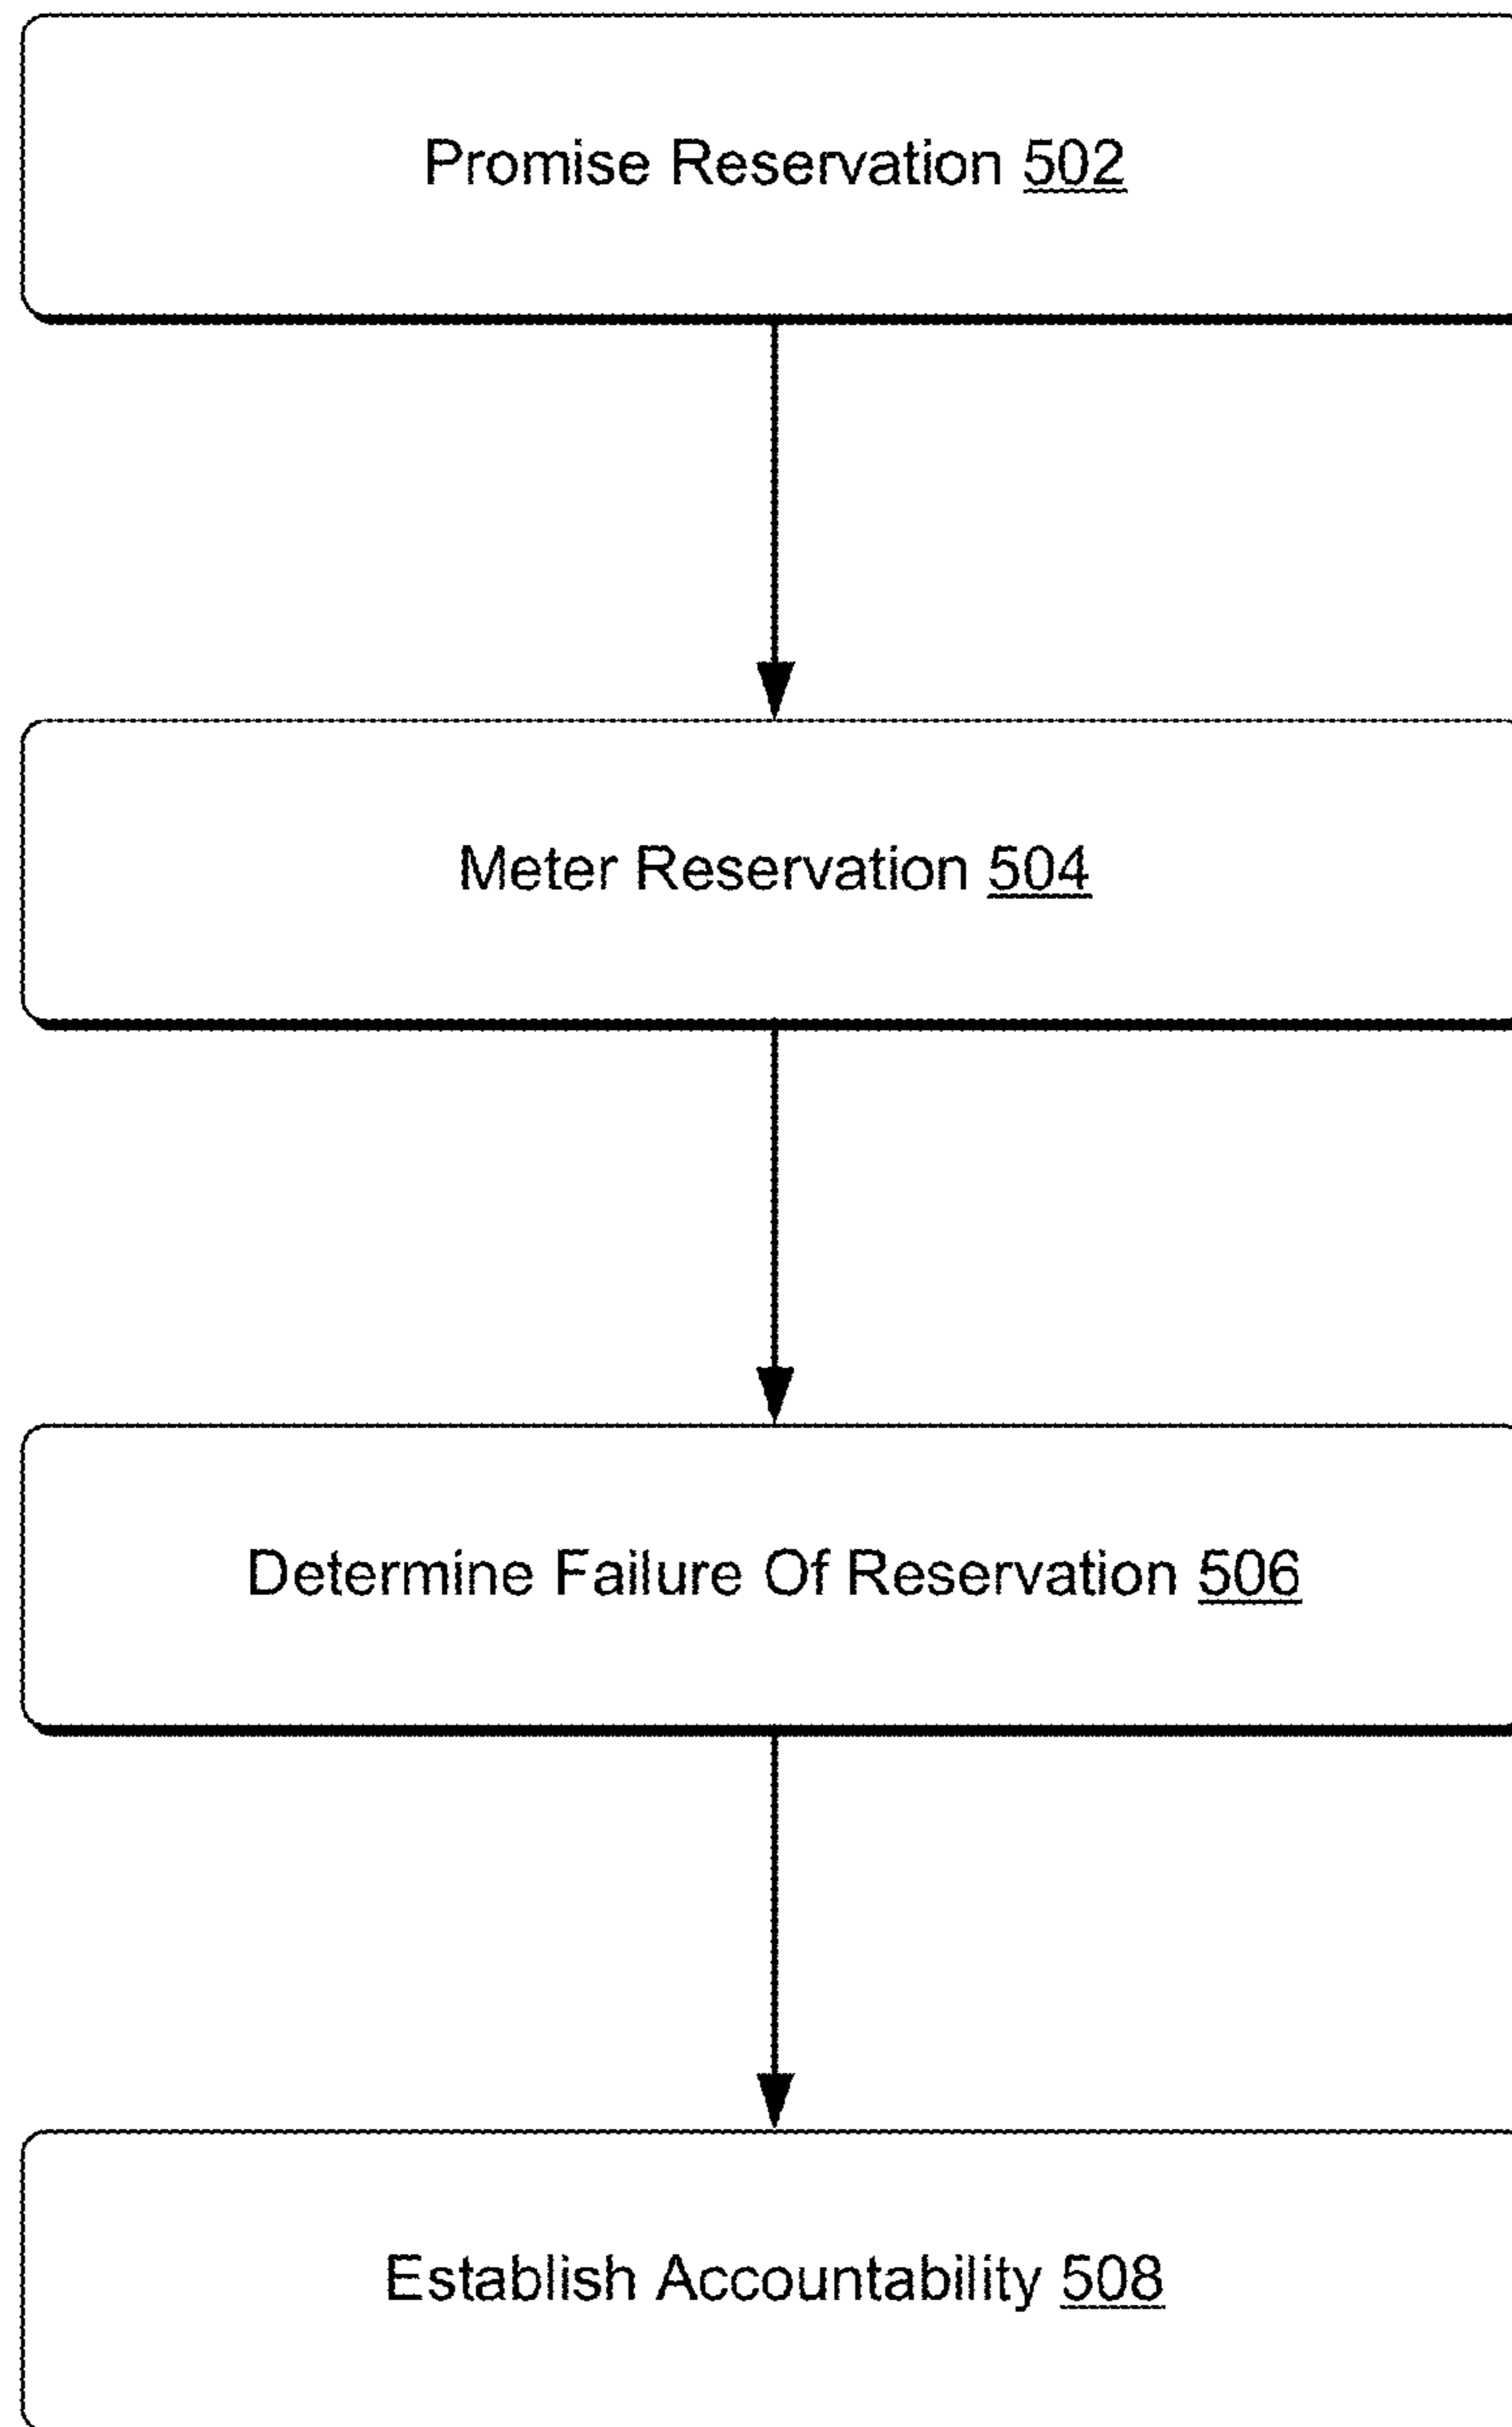 Promise Reservation 502
Meter Reservation 504
Determine Failure Of Reservation 506
Establish Accountability 508